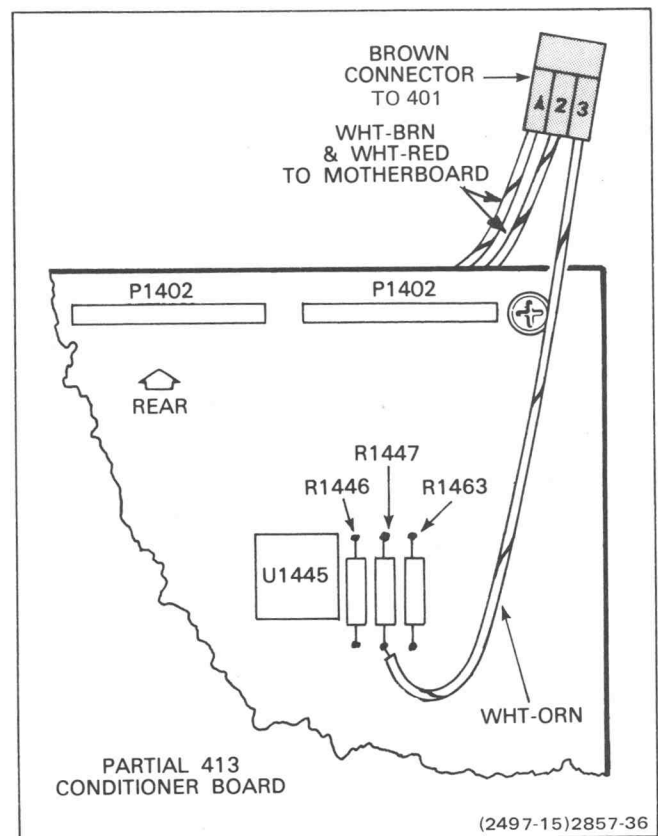 BROWN
CONNECTOR
TO 401
WHT-BRN
& WHT-RED
TO MOTHERBOARD
2 3
P1402 P1402
REAR
R1447
R1446 R1463
U1445
WHT-ORN
PARTIAL 413
CONDITIONER BOARD
(2497-15)2857-36